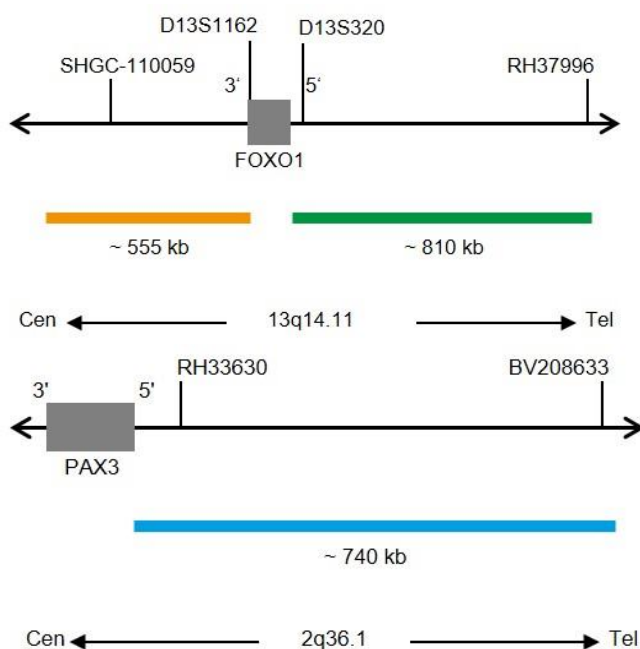 D13S1162 D13S320
SHGC-110059 RH37996
3‘ 5‘
FOXO1
~ 555 kb ~ 810 kb
Cen 13q14.11 Tel
RH33630 BV208633
3' 5'
PAX3
~ 740 kb
Cen 2q36.1 Tel